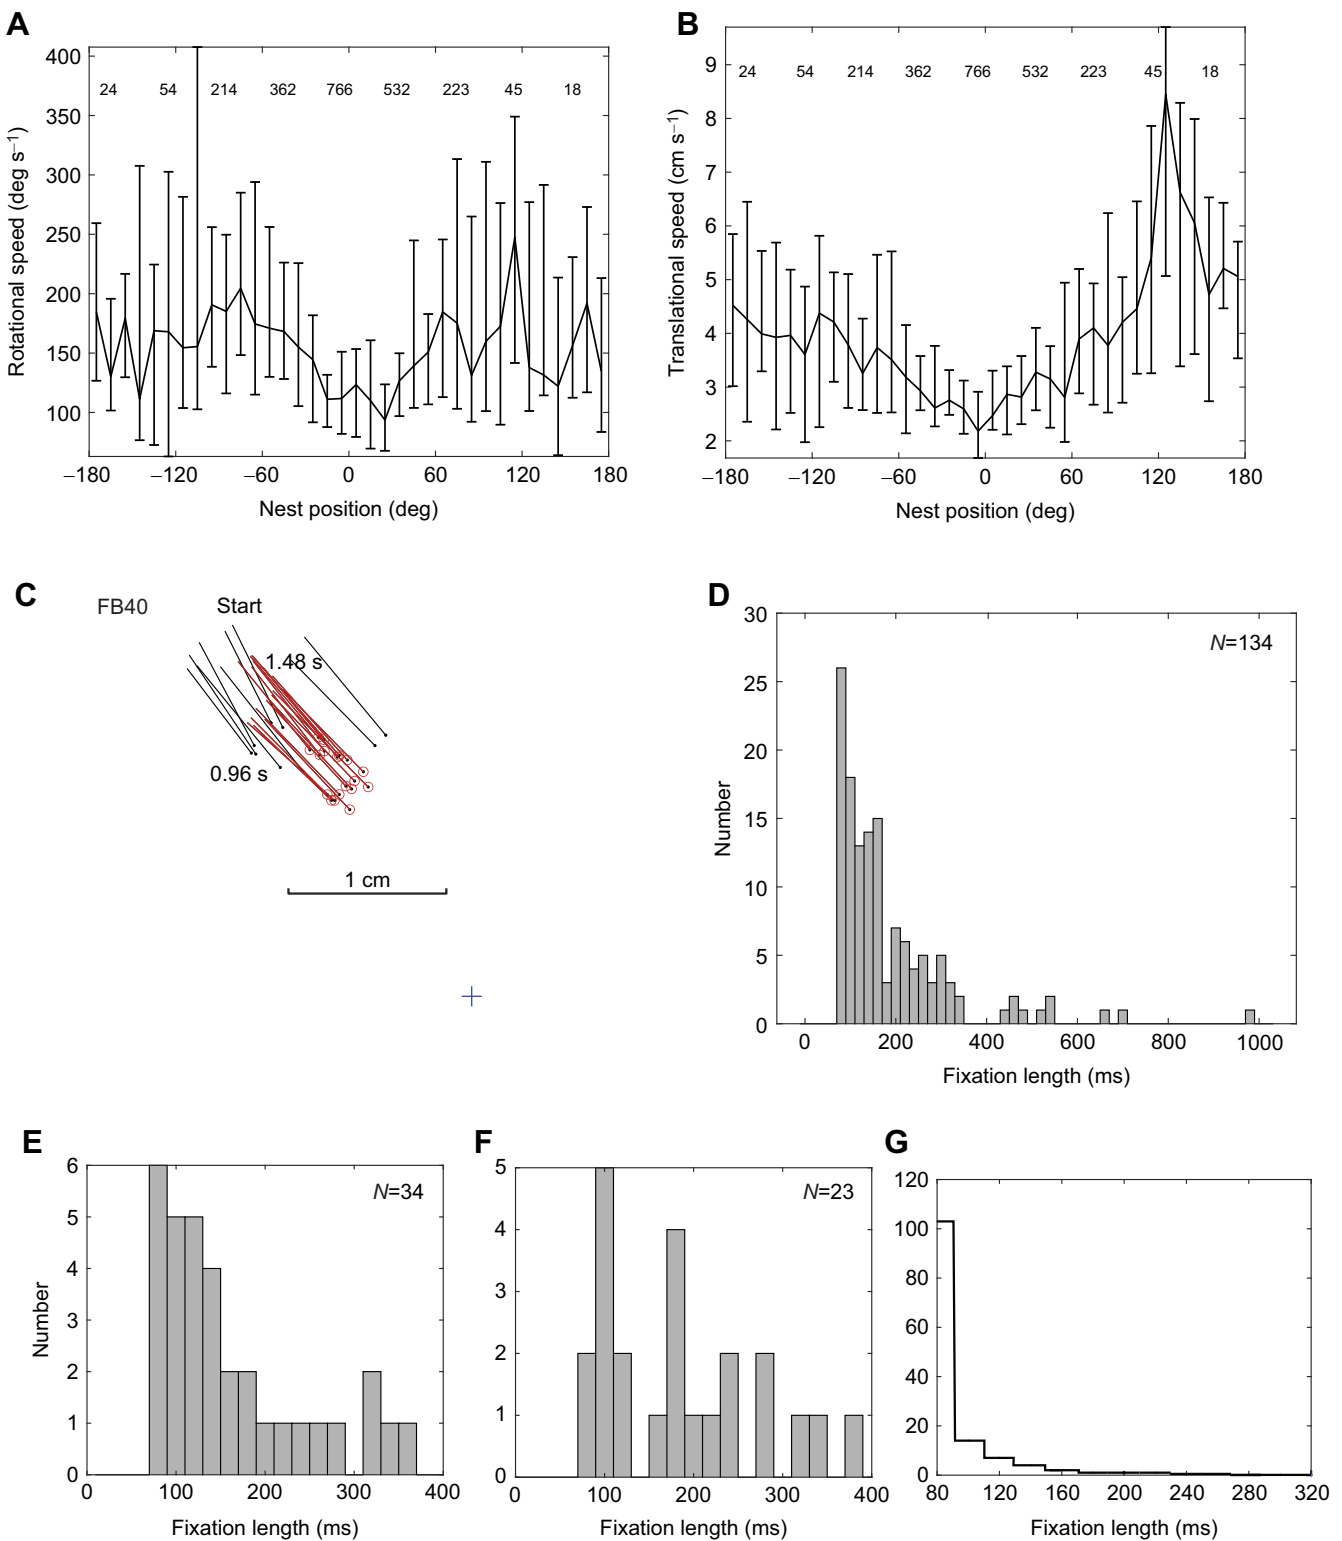 A
B
400
350
300
250
200
150
100
24 54 214 362 766 532 223 45 18
Rotational speed (deg s−1)
−180 −120 −60 0 60 120 180
Nest position (deg)
9
8
7
6
5
4
3
2
24 54 214 362 766 532 223 45 18
Translational speed (cm s−1)
−180 −120 −60 0 60 120 180
Nest position (deg)
C
FB40 Start
1.48 s
0.96 s
1 cm
D
30
25
20
15
10
5
0
N=134
Number
0 200 400 600 800 1000
Fixation length (ms)
E
6
5
4
3
2
1
0
N=34
Number
0 100 200 300 400
Fixation length (ms)
F
5
4
3
2
1
0
N=23
0 100 200 300 400
Fixation length (ms)
G
120
100
80
60
40
20
0
80 120 160 200 240 280 320
Fixation length (ms)